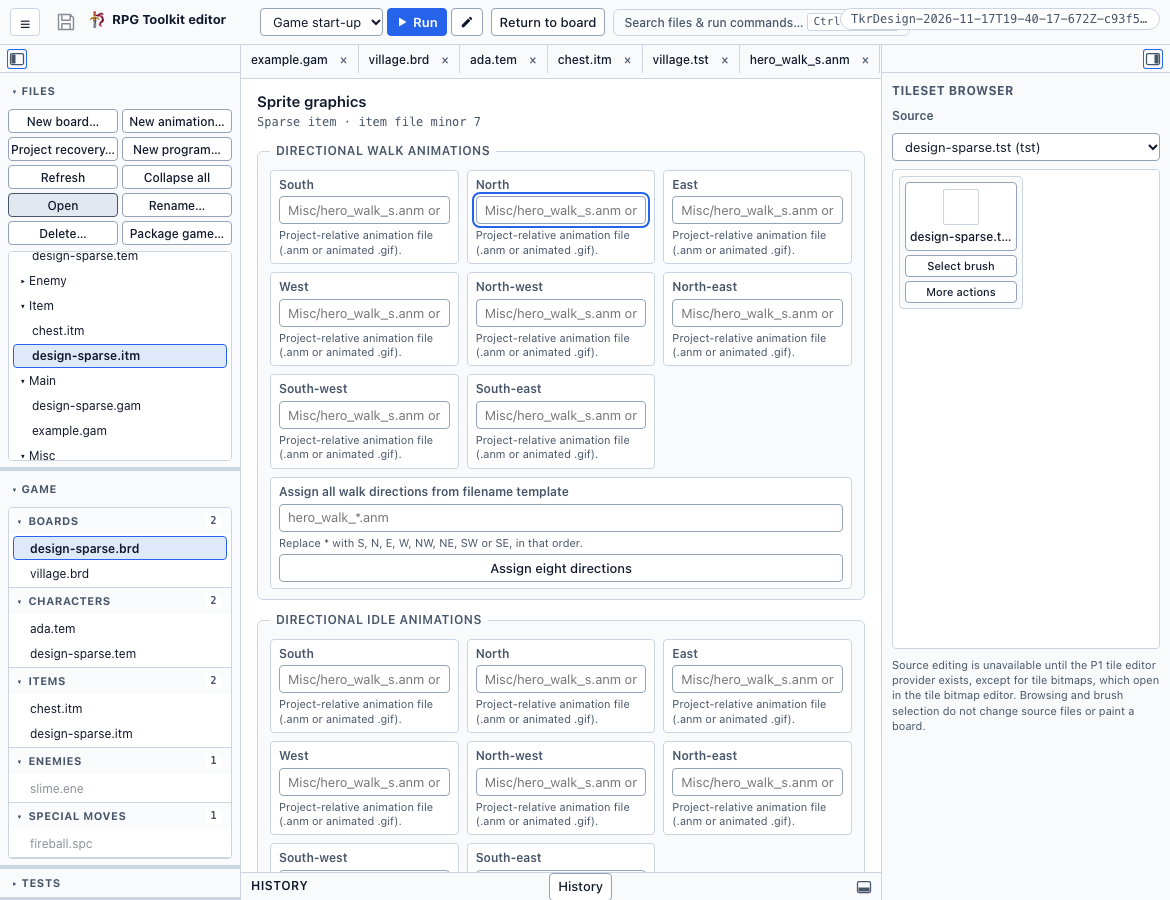 RPG Toolkit editor
Game start-up
Run
Return to board
Search files & run commands...
Ctrl
TkrDesign-2026-11-17T19-40-17-672Z-c93f5…
FILES
New board...
New animation...
Project recovery...
New program...
Refresh
Collapse all
Open
Rename...
Delete...
Package game...
design-sparse.tem
Enemy
Item
chest.itm
design-sparse.itm
Main
design-sparse.gam
example.gam
Misc
GAME
BOARDS 2
design-sparse.brd
village.brd
CHARACTERS 2
ada.tem
design-sparse.tem
ITEMS 2
chest.itm
design-sparse.itm
ENEMIES 1
slime.ene
SPECIAL MOVES 1
fireball.spc
TESTS
example.gam ×
village.brd ×
ada.tem ×
chest.itm ×
village.tst ×
hero_walk_s.anm ×
Sprite graphics
Sparse item · item file minor 7
DIRECTIONAL WALK ANIMATIONS
South
Misc/hero_walk_s.anm or
Project-relative animation file
(.anm or animated .gif).
North
Misc/hero_walk_s.anm or
Project-relative animation file
(.anm or animated .gif).
East
Misc/hero_walk_s.anm or
Project-relative animation file
(.anm or animated .gif).
West
Misc/hero_walk_s.anm or
Project-relative animation file
(.anm or animated .gif).
North-west
Misc/hero_walk_s.anm or
Project-relative animation file
(.anm or animated .gif).
North-east
Misc/hero_walk_s.anm or
Project-relative animation file
(.anm or animated .gif).
South-west
Misc/hero_walk_s.anm or
Project-relative animation file
(.anm or animated .gif).
South-east
Misc/hero_walk_s.anm or
Project-relative animation file
(.anm or animated .gif).
Assign all walk directions from filename template
hero_walk_*.anm
Replace * with S, N, E, W, NW, NE, SW or SE, in that order.
Assign eight directions
DIRECTIONAL IDLE ANIMATIONS
South
Misc/hero_walk_s.anm or
Project-relative animation file
(.anm or animated .gif).
North
Misc/hero_walk_s.anm or
Project-relative animation file
(.anm or animated .gif).
East
Misc/hero_walk_s.anm or
Project-relative animation file
(.anm or animated .gif).
West
Misc/hero_walk_s.anm or
Project-relative animation file
(.anm or animated .gif).
North-west
Misc/hero_walk_s.anm or
Project-relative animation file
(.anm or animated .gif).
North-east
Misc/hero_walk_s.anm or
Project-relative animation file
(.anm or animated .gif).
South-west
South-east
HISTORY
History
TILESET BROWSER
Source
design-sparse.tst (tst)
design-sparse.t...
Select brush
More actions
Source editing is unavailable until the P1 tile editor
provider exists, except for tile bitmaps, which open
in the tile bitmap editor. Browsing and brush
selection do not change source files or paint a
board.